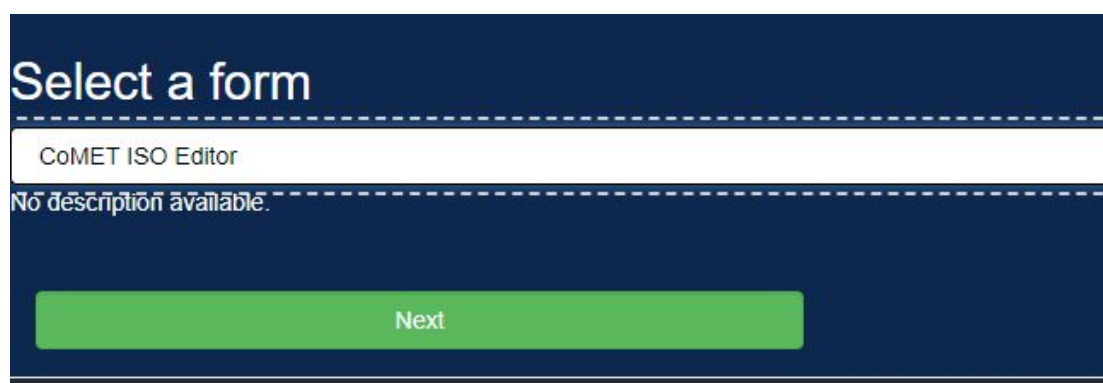 Select a form
CoMET ISO Editor
No description available.
Next